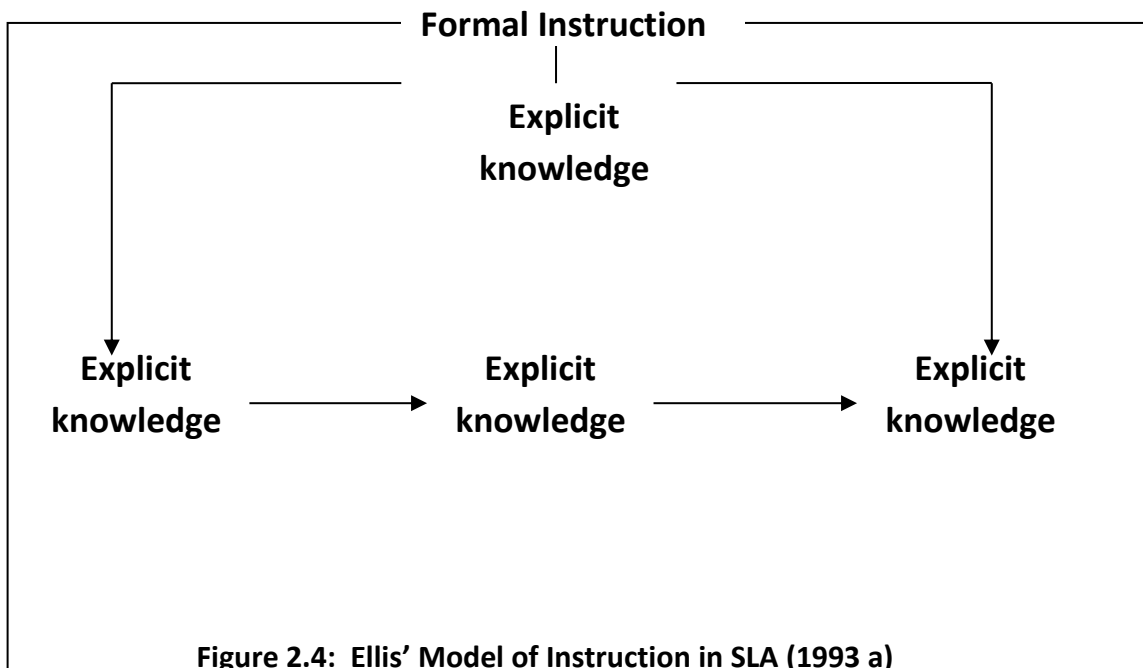 Formal Instruction
Explicit
knowledge
Explicit
knowledge
Explicit
knowledge
Explicit
knowledge
Figure 2.4: Ellis’ Model of Instruction in SLA (1993 a)